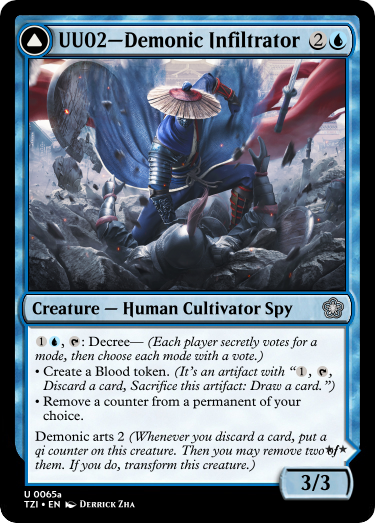 UU02—Demonic Infiltrator 2
Creature — Human Cultivator Spy
1, : Decree— (Each player secretly votes for a
mode, then choose each mode with a vote.)
• Create a Blood token. (It's an artifact with “1, ,
Discard a card, Sacrifice this artifact: Draw a card.”)
• Remove a counter from a permanent of your
choice.
Demonic arts 2 (Whenever you discard a card, put a
qi counter on this creature. Then you may remove two of
them. If you do, transform this creature.)
*/*
3/3
U 0065a
TZI • EN Derrick Zha